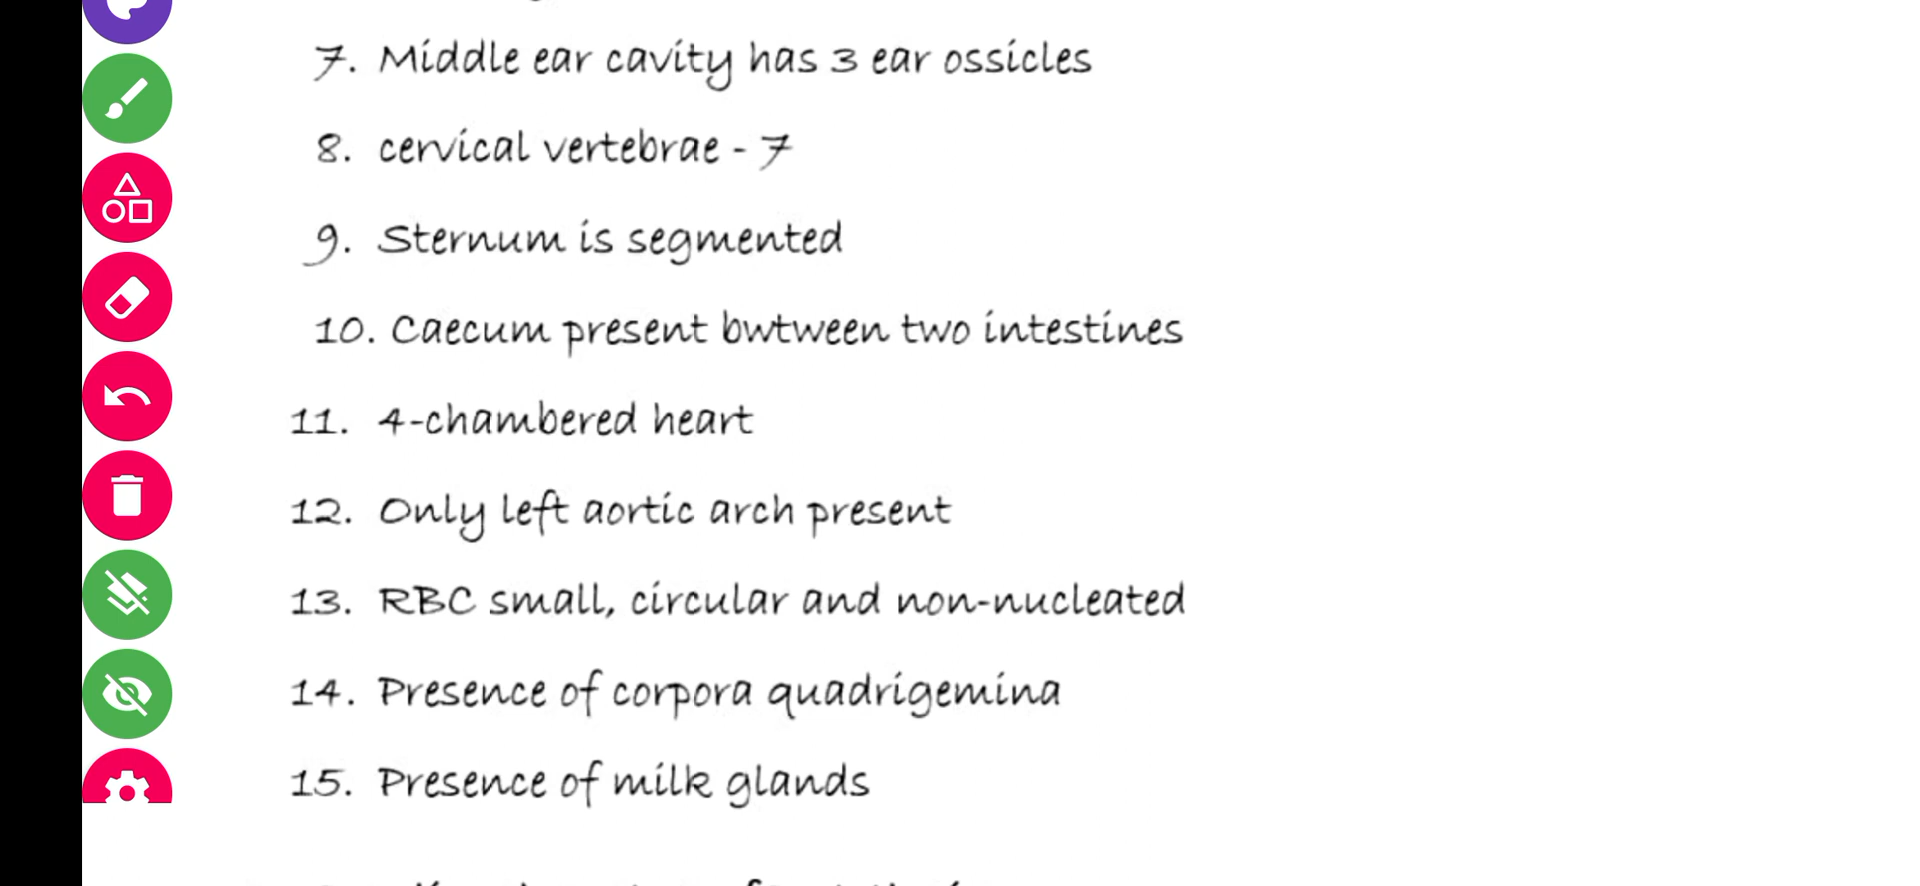 7. Middle ear cavity has 3 ear ossicles
8. cervical vertebrae - 7
9. Sternum is segmented
10. Caecum present bwtween two intestines
11. 4-chambered heart
12. Only left aortic arch present
13. RBC small, circular and non-nucleated
14. Presence of corpora quadrigemina
15. Presence of milk glands